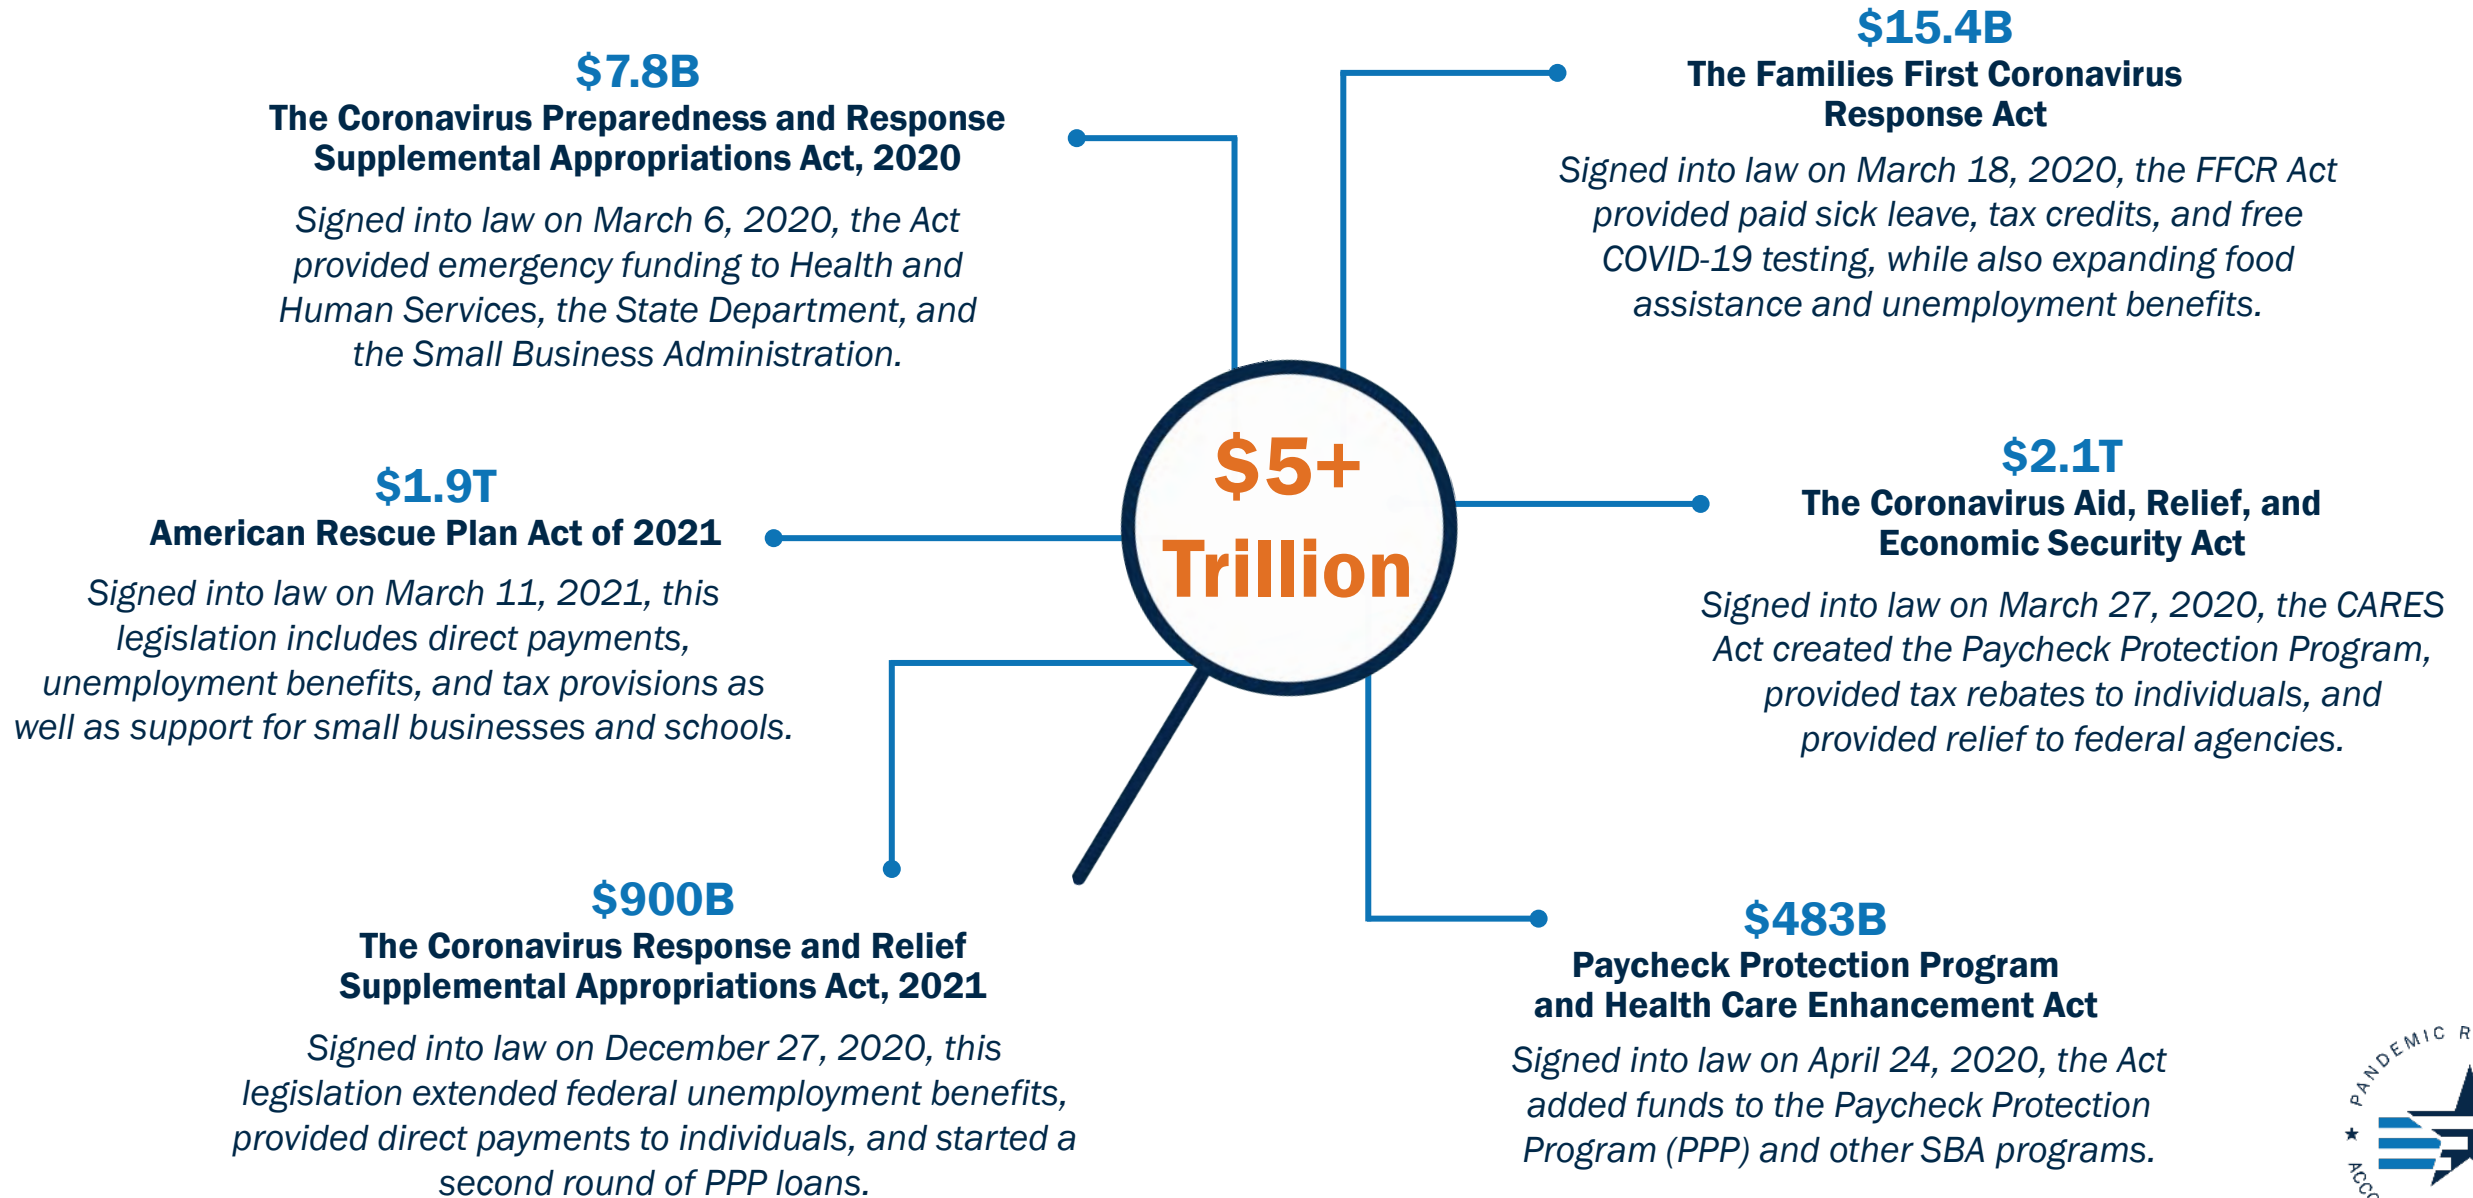 $7.8B
The Coronavirus Preparedness and Response
Supplemental Appropriations Act, 2020
Signed into law on March 6, 2020, the Act
provided emergency funding to Health and
Human Services, the State Department, and
the Small Business Administration.
$15.4B
The Families First Coronavirus
Response Act
Signed into law on March 18, 2020, the FFCR Act
provided paid sick leave, tax credits, and free
COVID-19 testing, while also expanding food
assistance and unemployment benefits.
$5+
Trillion
$1.9T
American Rescue Plan Act of 2021
Signed into law on March 11, 2021, this
legislation includes direct payments,
unemployment benefits, and tax provisions as
well as support for small businesses and schools.
$2.1T
The Coronavirus Aid, Relief, and
Economic Security Act
Signed into law on March 27, 2020, the CARES
Act created the Paycheck Protection Program,
provided tax rebates to individuals, and
provided relief to federal agencies.
$900B
The Coronavirus Response and Relief
Supplemental Appropriations Act, 2021
Signed into law on December 27, 2020, this
legislation extended federal unemployment benefits,
provided direct payments to individuals, and started a
second round of PPP loans.
$483B
Paycheck Protection Program
and Health Care Enhancement Act
Signed into law on April 24, 2020, the Act
added funds to the Paycheck Protection
Program (PPP) and other SBA programs.
PANDEMIC R
ACCO